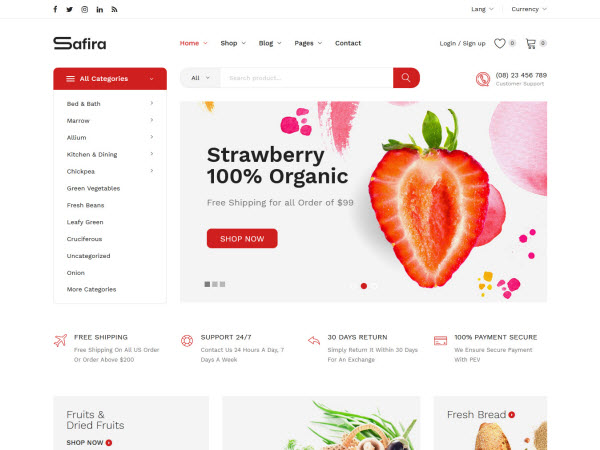 Lang
Currency
Safira
Home
Shop
Blog
Pages
Contact
Login / Sign up
0
0
All Categories
All
Search product...
(08) 23 456 789
Customer Support
Bed & Bath
Marrow
Allium
Kitchen & Dining
Chickpea
Green Vegetables
Fresh Beans
Leafy Green
Cruciferous
Uncategorized
Onion
More Categories
Strawberry
100% Organic
Free Shipping for all Order of $99
SHOP NOW
FREE SHIPPING
Free Shipping On All US Order
Or Order Above $200
SUPPORT 24/7
Contact Us 24 Hours A Day, 7
Days A Week
30 DAYS RETURN
Simply Return It Within 30 Days
For An Exchange
100% PAYMENT SECURE
We Ensure Secure Payment
With PEV
Fruits &
Dried Fruits
SHOP NOW
Fresh Bread